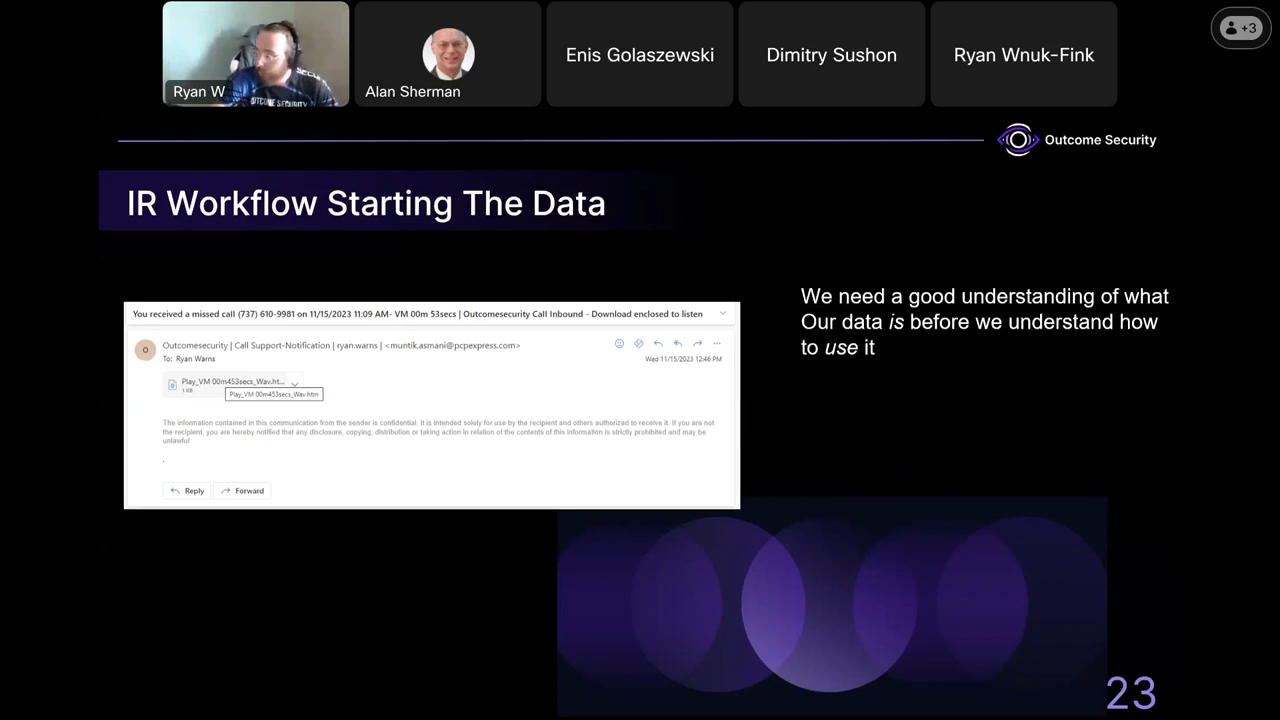 Ryan W
Alan Sherman
Enis Golaszewski
Dimitry Sushon
Ryan Wnuk-Fink
+3
OUTCOME SECURITY
Outcome Security
IR Workflow Starting The Data
You received a missed call (737) 610-9981 on 11/15/2023 11:09 AM- VM 00m 53secs | Outcomesecurity Call Inbound - Download enclosed to listen
O
Outcomesecurity | Call Support-Notification | ryan.warns | <muntik.asmani@pcpexpress.com>
To: Ryan Warns
Wed 11/15/2023 12:46 PM
Play_VM 00m453secs_Wav.ht...
1 KB
Play_VM 00m453secs_Wav.htm
The information contained in this communication from the sender is confidential. It is intended solely for use by the recipient and others authorized to receive it. If you are not
the recipient, you are hereby notified that any disclosure, copying, distribution or taking action in relation of the contents of this information is strictly prohibited and may be
unlawful
.
Reply
Forward
We need a good understanding of what
Our data is before we understand how
to use it
23